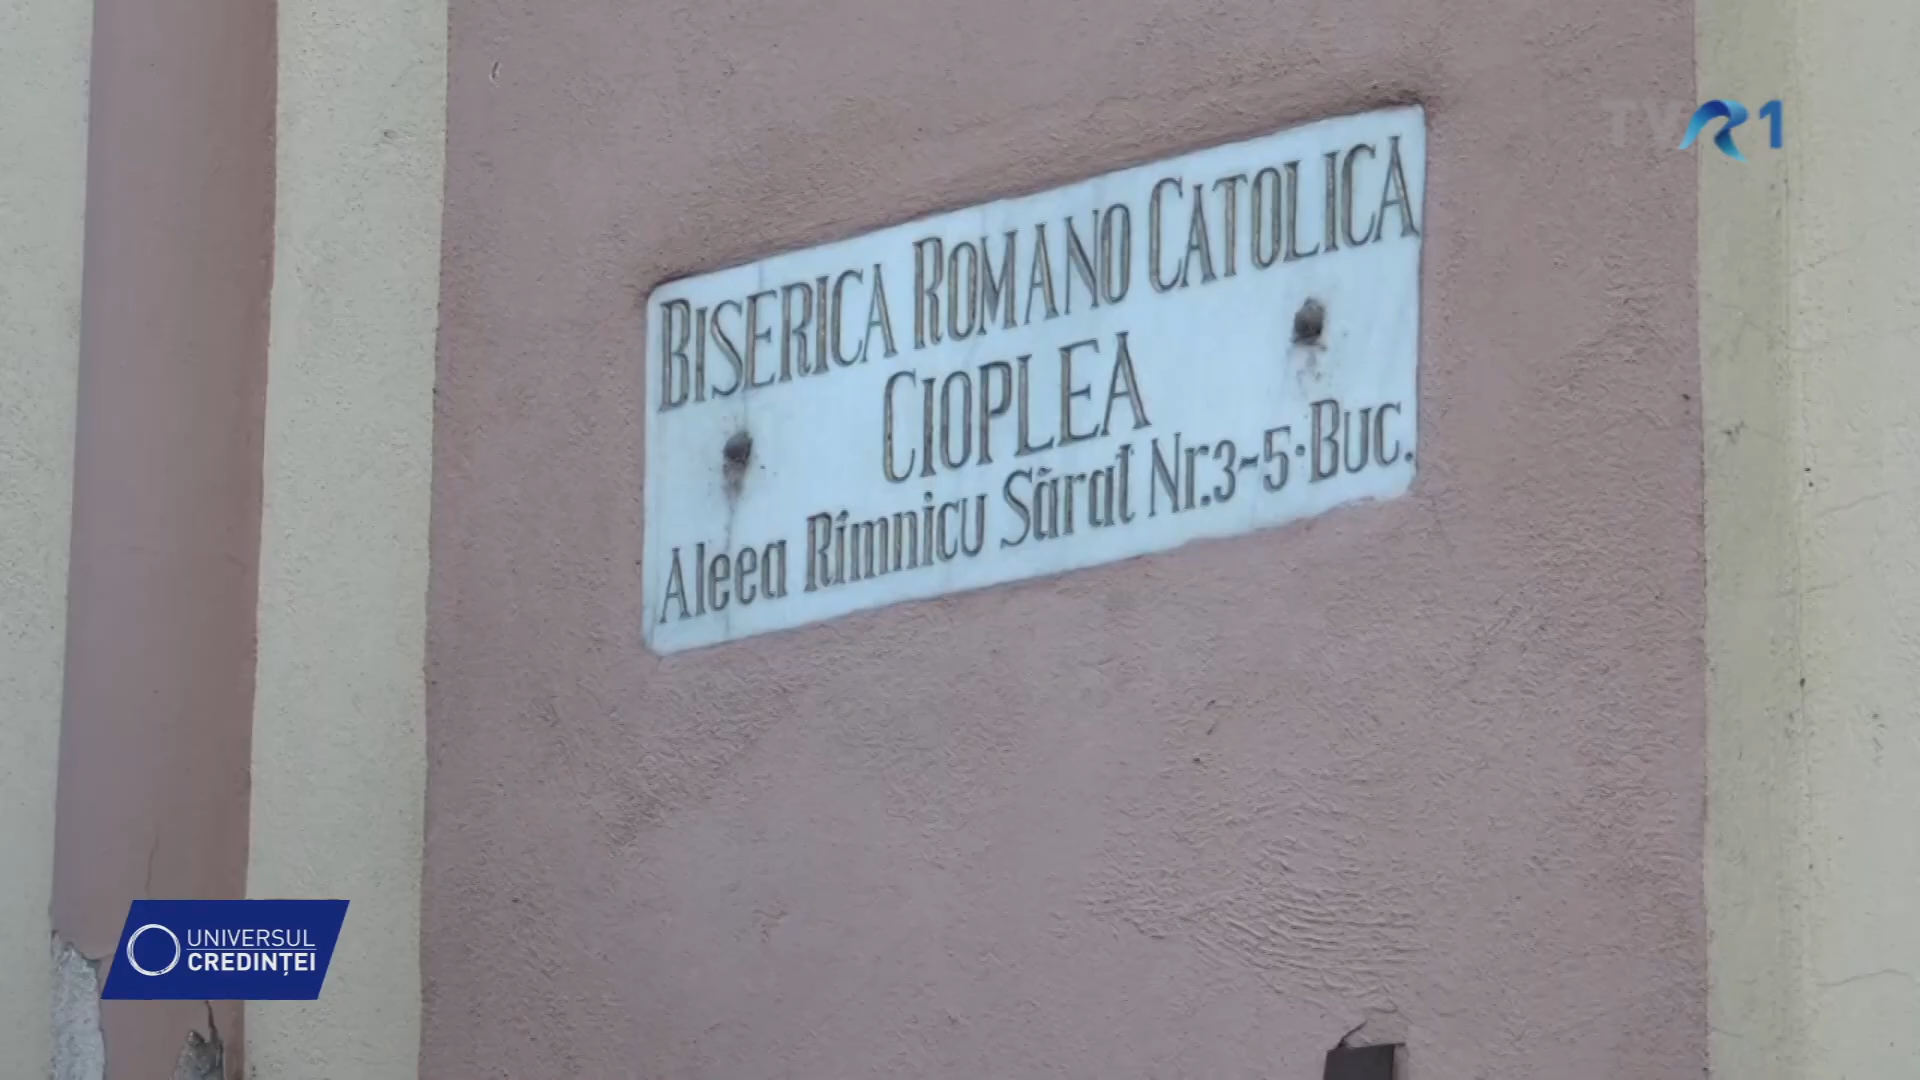 TVR1
BISERICA ROMANO CATOLICA
CIOPLEA
Aleea Rîmnicu Sărat Nr.3-5·Buc.
UNIVERSUL
CREDINȚEI